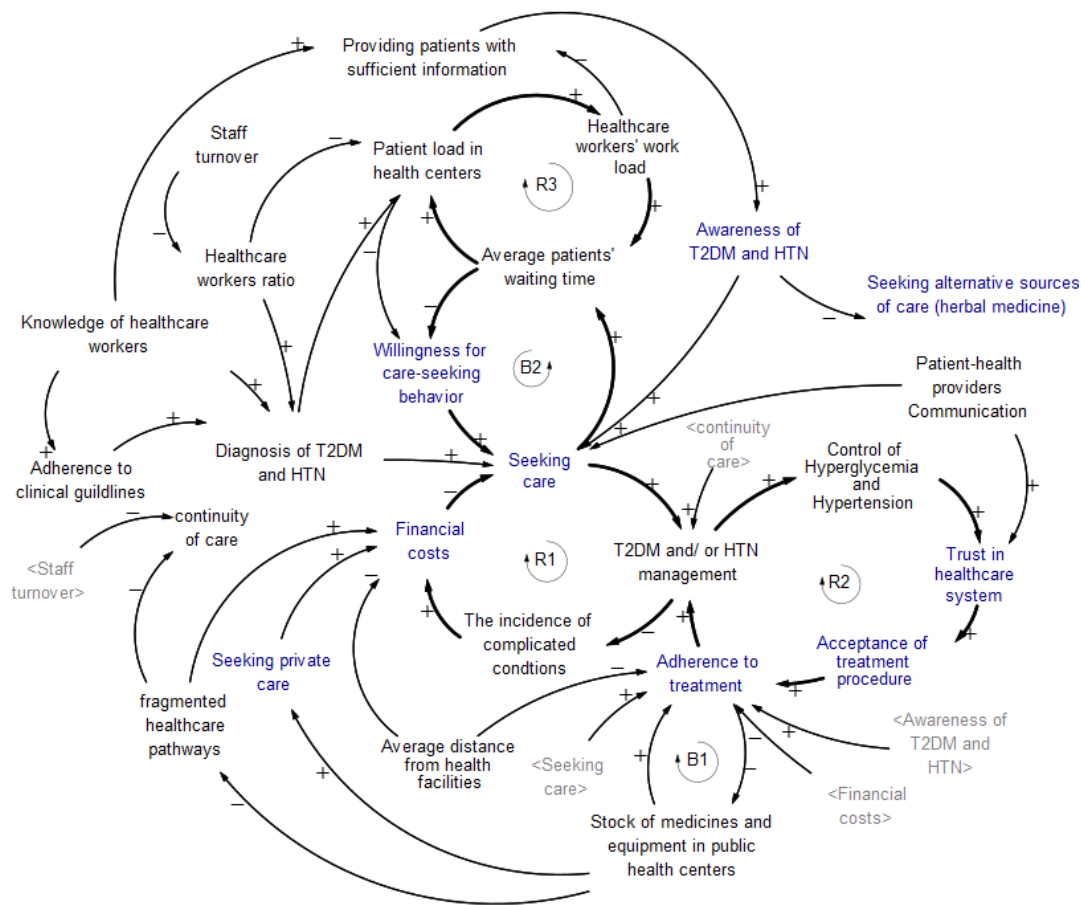 Providing patients with
sufficient information
Staff
turnover
Patient load in
health centers
Healthcare
workers' work
load
R3
Awareness of
T2DM and HTN
Healthcare
workers ratio
Average patients'
waiting time
Seeking alternative sources
of care (herbal medicine)
Knowledge of healthcare
workers
Willingness for
care-seeking
behavior
B2
Patient-health
providers
Communication
<continuity
of
care>
Adherence to
clinical guildlines
Diagnosis of T2DM
and HTN
Seeking
care
Control of
Hyperglycemia
and
Hypertension
continuity
of care
Financial
costs
<Staff
turnover>
R1
T2DM and/ or HTN
management
R2
Trust in
healthcare
system
The incidence of
complicated
condtions
Seeking private
care
Adherence to
treatment
Acceptance of
treatment
procedure
fragmented
healthcare
pathways
Average distance
from health
facilities
<Seeking
care>
B1
<Awareness of
T2DM and
HTN>
<Financial
costs>
Stock of medicines and
equipment in public
health centers